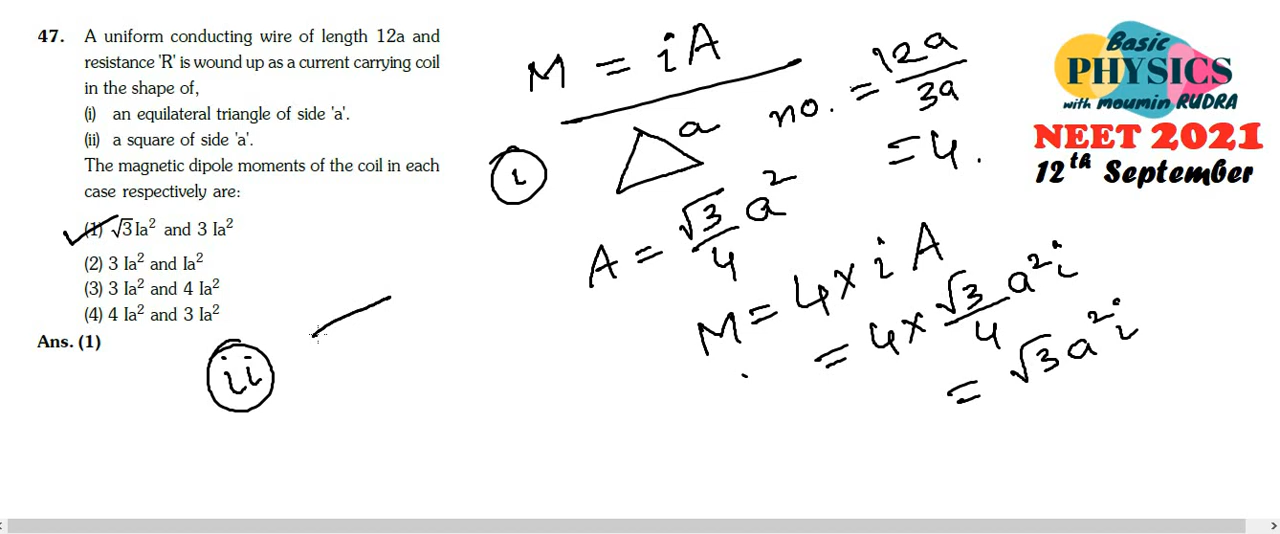 47. A uniform conducting wire of length 12a and
resistance 'R' is wound up as a current carrying coil
in the shape of,
(i) an equilateral triangle of side 'a'.
(ii) a square of side 'a'.
The magnetic dipole moments of the coil in each
case respectively are:
(1) √3 Ia² and 3 Ia²
(2) 3 Ia² and Ia²
(3) 3 Ia² and 4 Ia²
(4) 4 Ia² and 3 Ia²
Ans. (1)
M = iA
i
a
no. = 12a/3a
= 4.
A = √3/4 a²
M = 4 × i A
= 4 × √3/4 a² i
= √3 a² i
ii
Basic
PHYSICS
with moumin RUDRA
NEET 2021
12th September